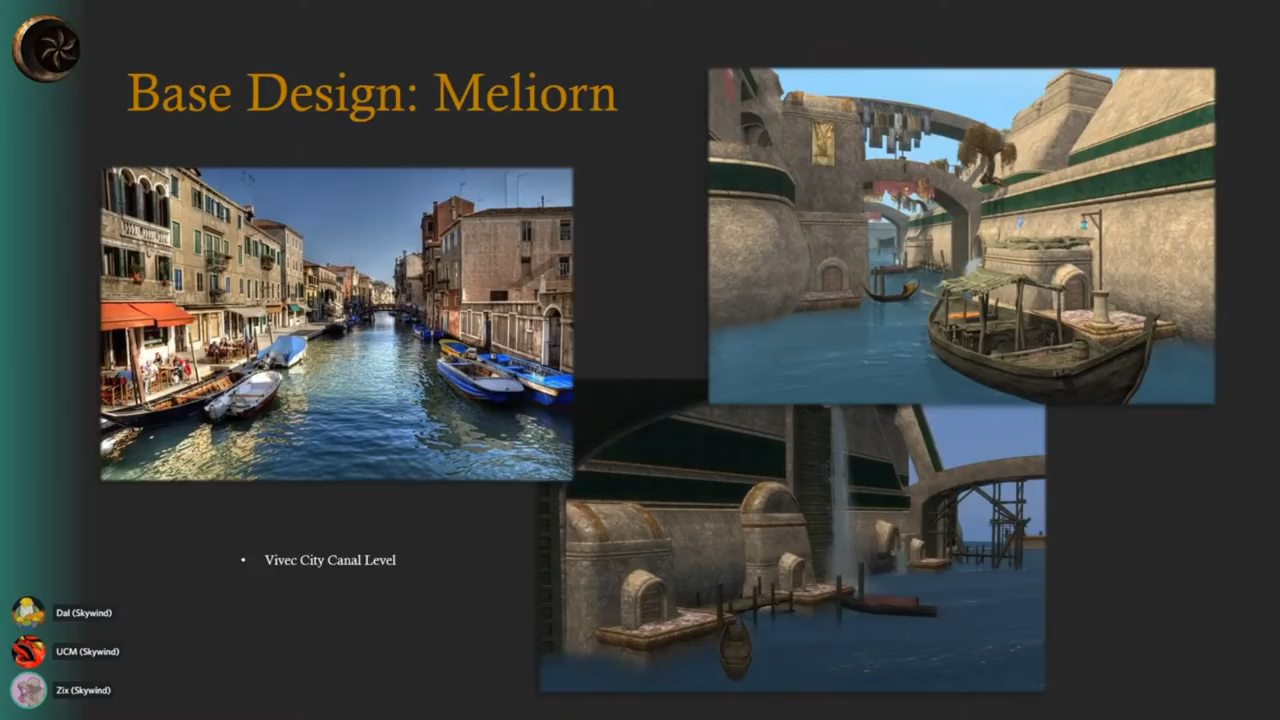 Base Design: Meliorn
• Vivec City Canal Level
Dal (Skywind)
UCM (Skywind)
Zix (Skywind)